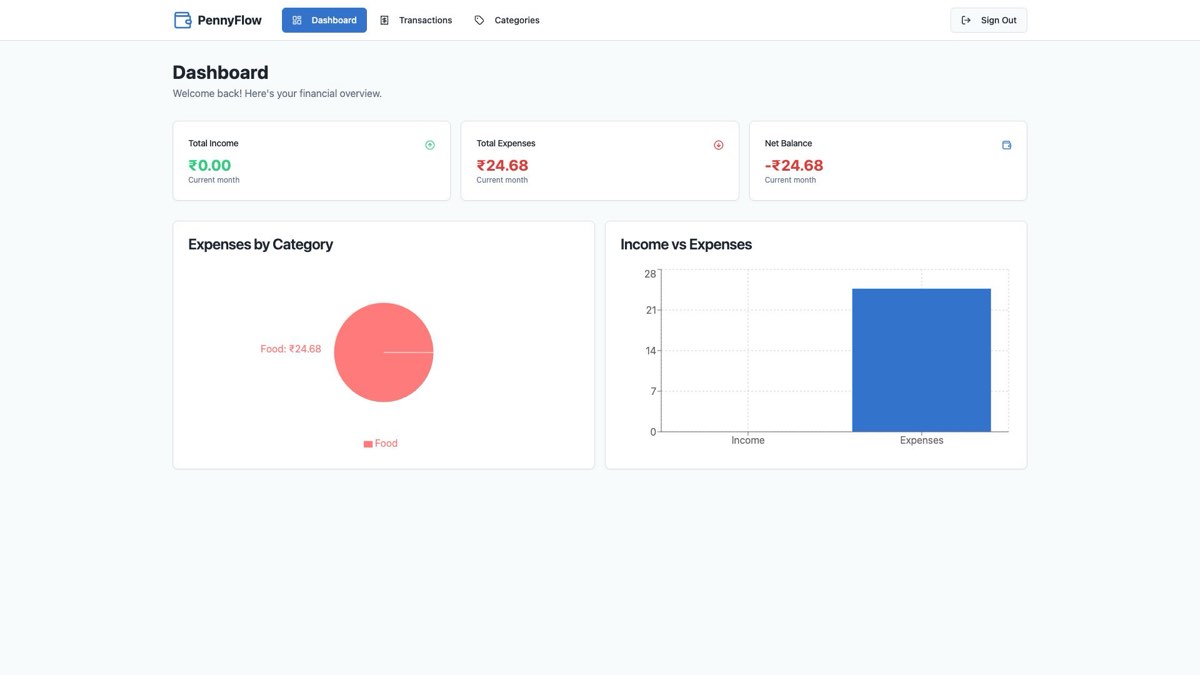 PennyFlow
Dashboard
Transactions
Categories
Sign Out
Dashboard
Welcome back! Here's your financial overview.
Total Income
₹0.00
Current month
Total Expenses
₹24.68
Current month
Net Balance
-₹24.68
Current month
Expenses by Category
Food: ₹24.68
Food
Income vs Expenses
28
21
14
7
0
Income
Expenses